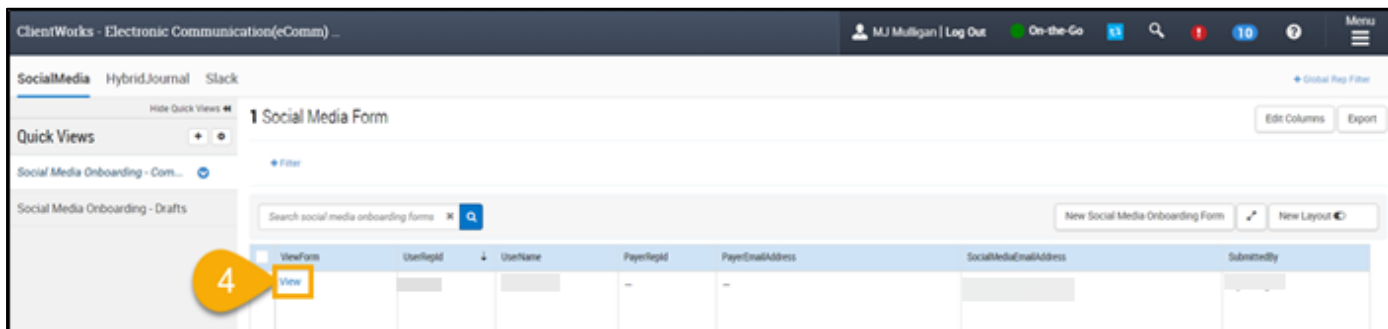 ClientWorks - Electronic Communication(eComm) ...
MJ Mulligan | Log Out On-the-Go 10 Menu
SocialMedia HybridJournal Slack
+ Global Rep Filter
Hide Quick Views
1 Social Media Form
Edit Columns Export
Quick Views
+ Filter
Social Media Onboarding - Com...
Social Media Onboarding - Drafts
Search social media onboarding forms
New Social Media Onboarding Form New Layout
ViewForm UserRepId UserName PayerRepId PayerEmailAddress SocialMediaEmailAddress SubmittedBy
4 View -- --